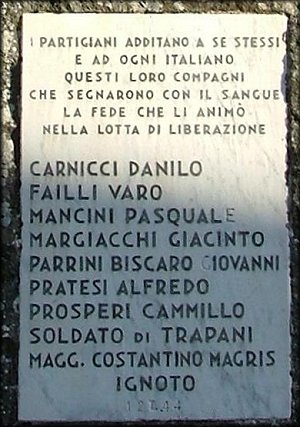 I PARTIGIANI ADDITANO A SE STESSI
E AD OGNI ITALIANO
QUESTI LORO COMPAGNI
CHE SEGNARONO CON IL SANGUE
LA FEDE CHE LI ANIMÒ
NELLA LOTTA DI LIBERAZIONE
CARNICCI DANILO
FAILLI VARO
MANCINI PASQUALE
MARGIACCHI GIACINTO
PARRINI BISCARO GIOVANNI
PRATESI ALFREDO
PROSPERI CAMMILLO
SOLDATO DI TRAPANI
MAGG. COSTANTINO MAGRIS
IGNOTO